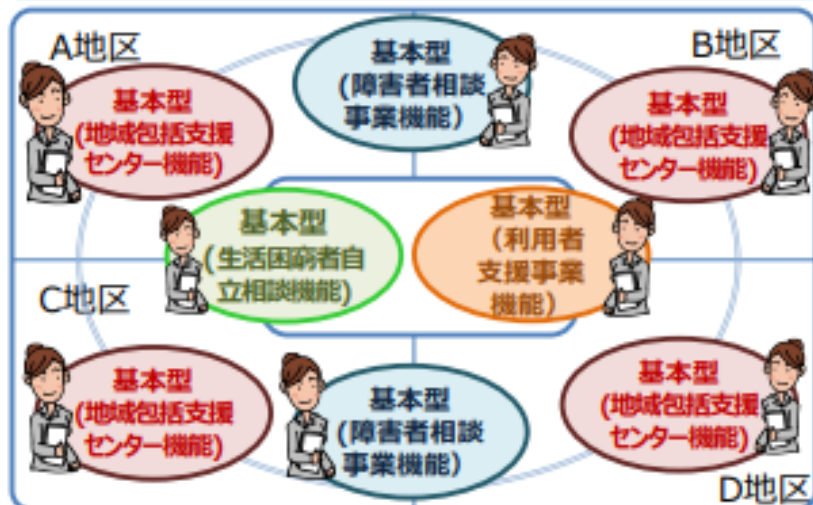 A地区
基本型
(地域包括支援
センター機能)
基本型
(障害者相談
事業機能)
B地区
基本型
(地域包括支援
センター機能)
基本型
(生活困窮者自
立相談機能)
基本型
(利用者
支援事業
機能)
C地区
基本型
(地域包括支援
センター機能)
基本型
(障害者相談
事業機能)
基本型
(地域包括支援
センター機能)
D地区